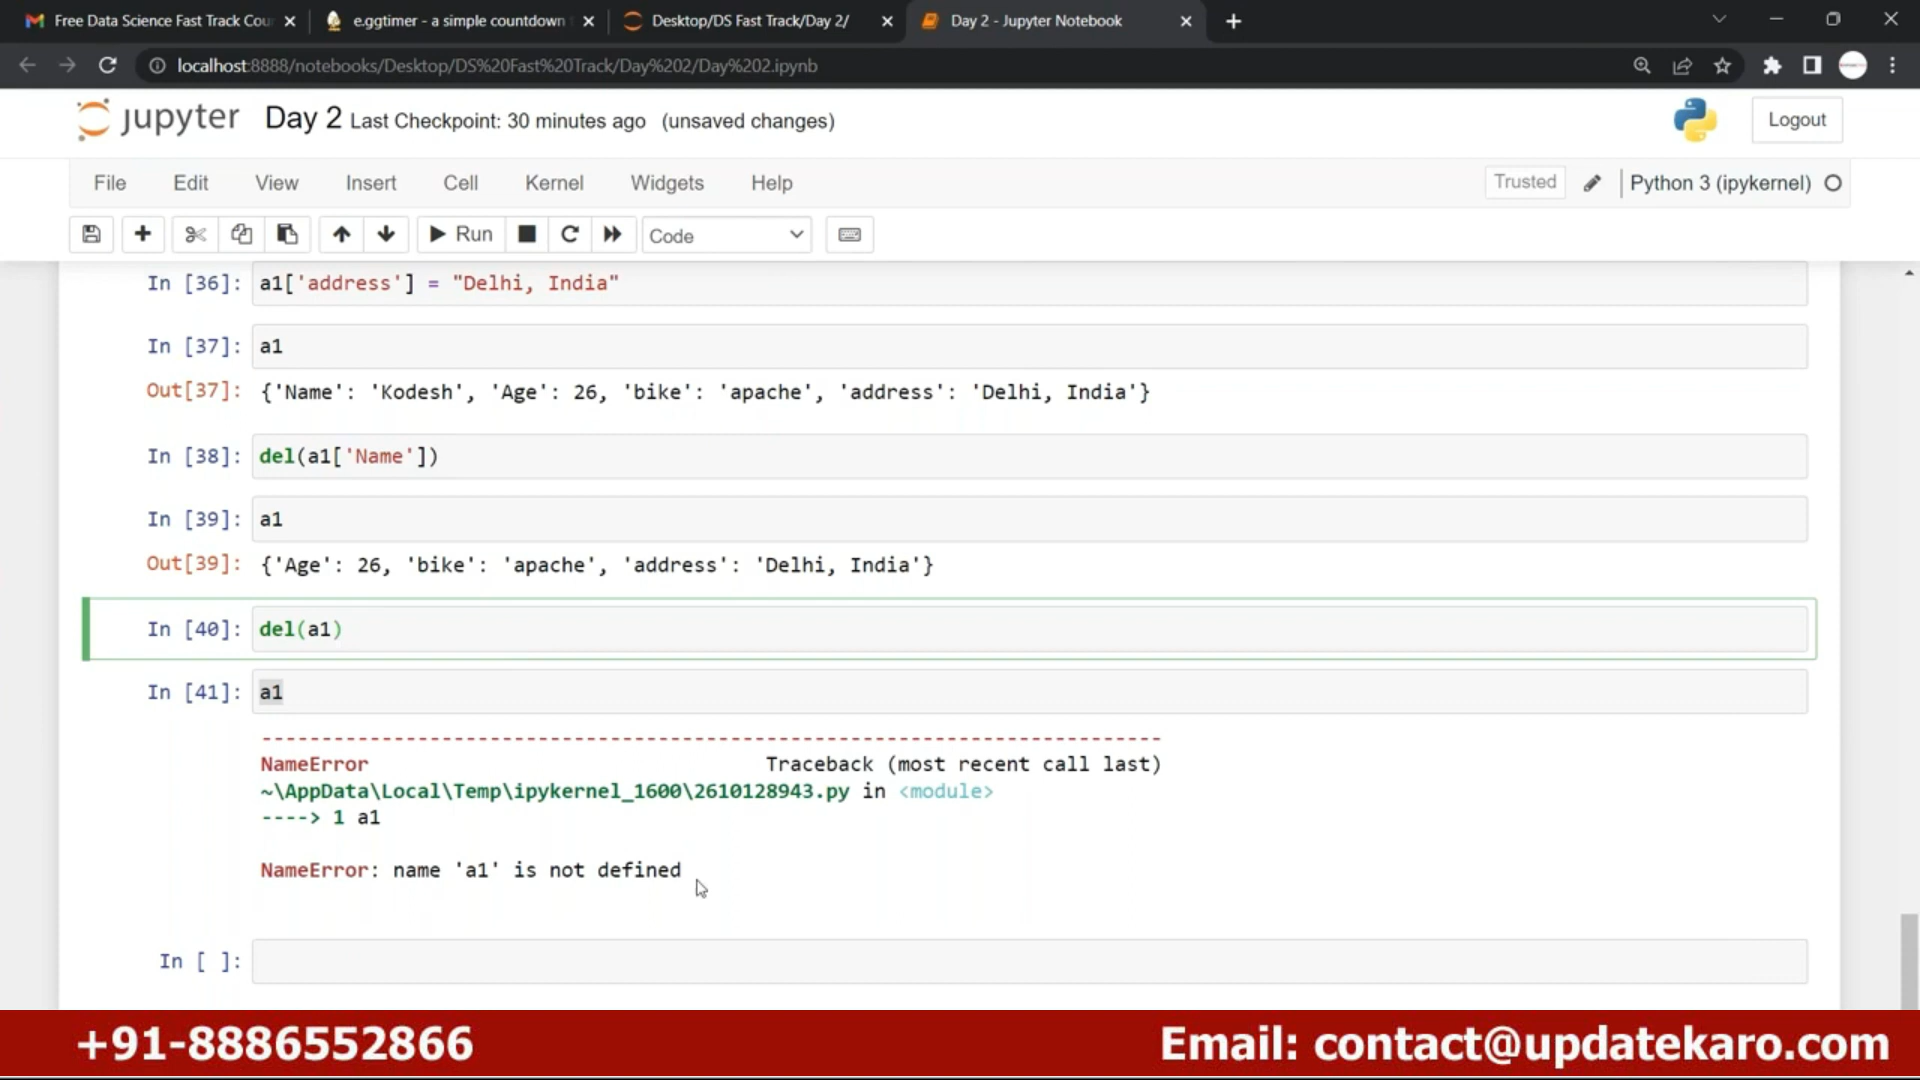 Free Data Science Fast Track Cou
e.ggtimer - a simple countdown t
Desktop/DS Fast Track/Day 2/
Day 2 - Jupyter Notebook
localhost:8888/notebooks/Desktop/DS%20Fast%20Track/Day%202/Day%202.ipynb
jupyter Day 2 Last Checkpoint: 30 minutes ago (unsaved changes)
Logout
File Edit View Insert Cell Kernel Widgets Help
Trusted
Python 3 (ipykernel)
Run
Code
In [36]: a1['address'] = "Delhi, India"
In [37]: a1
Out[37]: {'Name': 'Kodesh', 'Age': 26, 'bike': 'apache', 'address': 'Delhi, India'}
In [38]: del(a1['Name'])
In [39]: a1
Out[39]: {'Age': 26, 'bike': 'apache', 'address': 'Delhi, India'}
In [40]: del(a1)
In [41]: a1
---------------------------------------------------------------------------
NameError Traceback (most recent call last)
~\AppData\Local\Temp\ipykernel_1600\2610128943.py in <module>
----> 1 a1
NameError: name 'a1' is not defined
In [ ]:
+91-8886552866
Email: contact@updatekaro.com